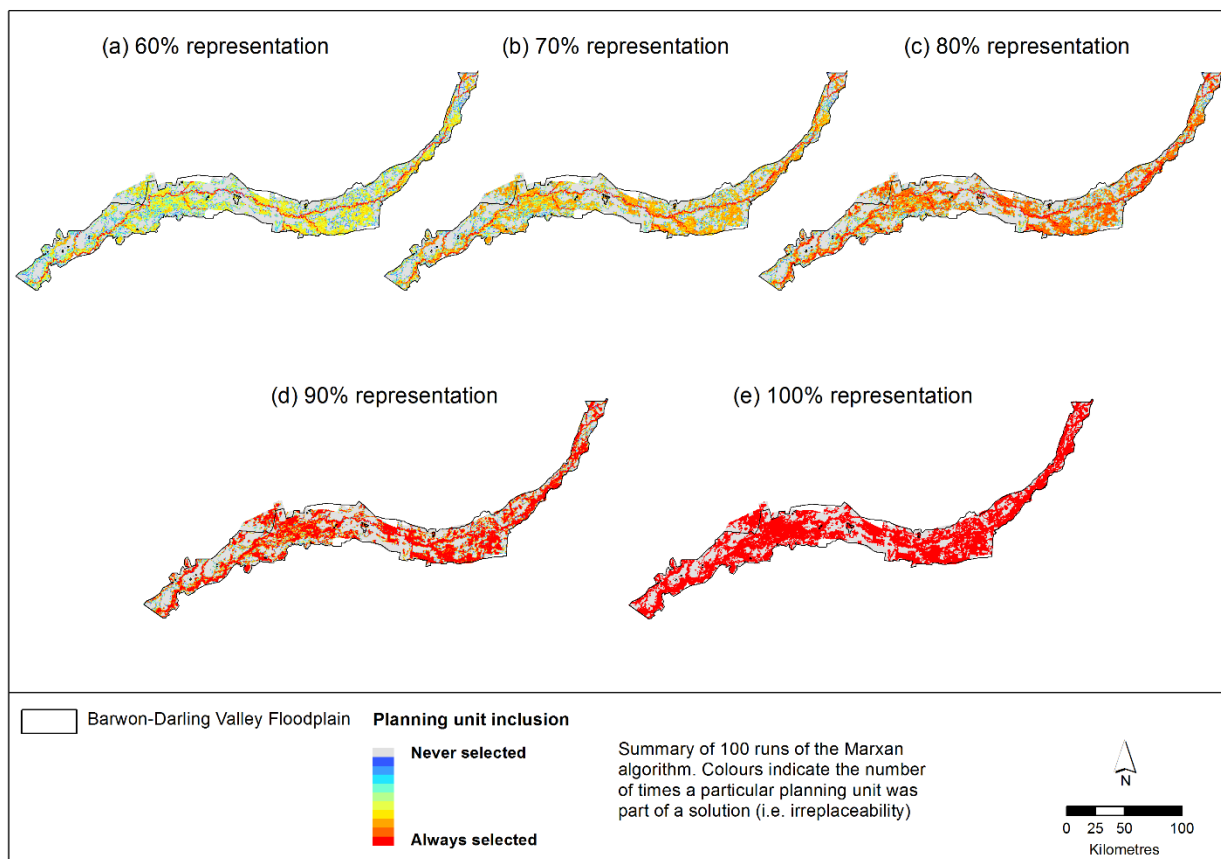 (a) 60% representation
(b) 70% representation
(c) 80% representation
(d) 90% representation
(e) 100% representation
Barwon-Darling Valley Floodplain
Planning unit inclusion
Never selected
Always selected
Summary of 100 runs of the Marxan
algorithm. Colours indicate the number
of times a particular planning unit was
part of a solution (i.e. irreplaceability)
N
0 25 50 100
Kilometres